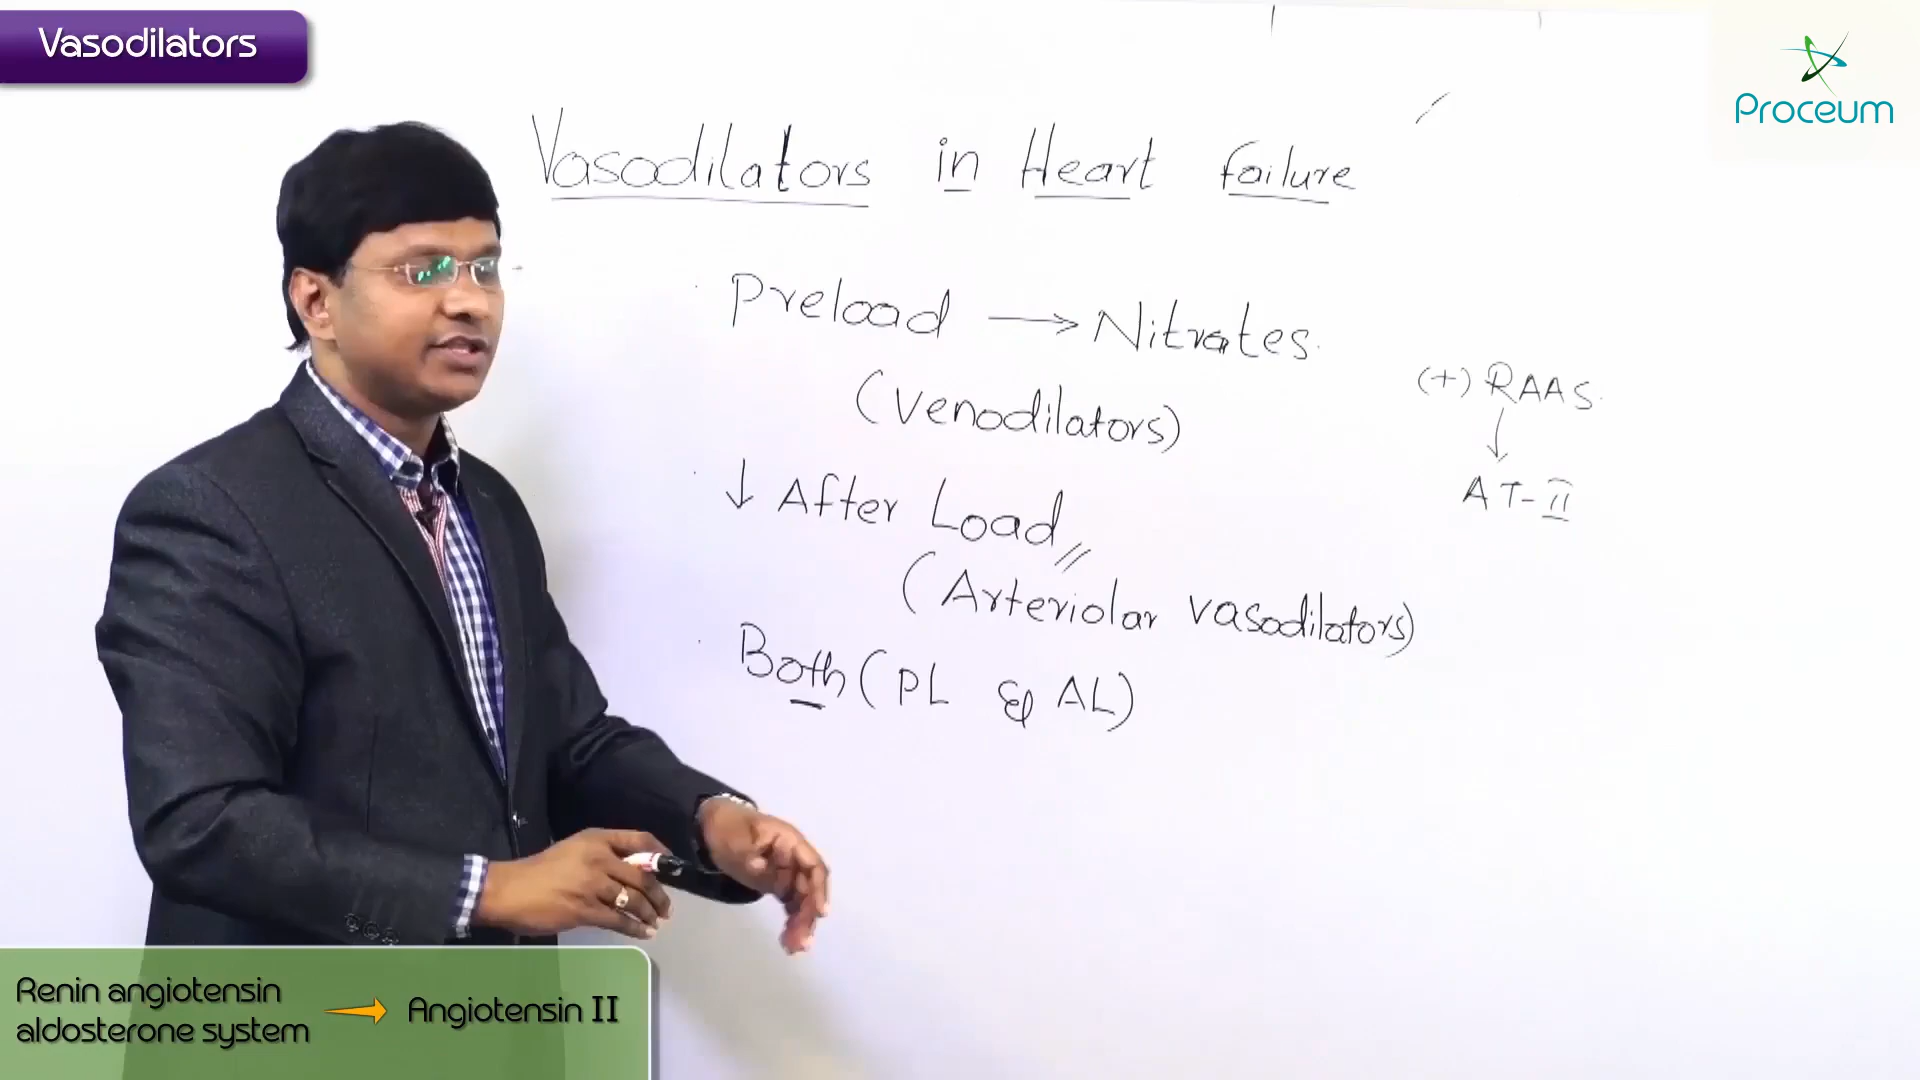 Vasodilators
Proceum
Vasodilators in Heart failure
Preload → Nitrates
(Venodilators)
(+) RAAS
↓
AT-II
↓ After Load
(Arteriolar vasodilators)
Both (PL & AL)
Renin angiotensin
aldosterone system → Angiotensin II